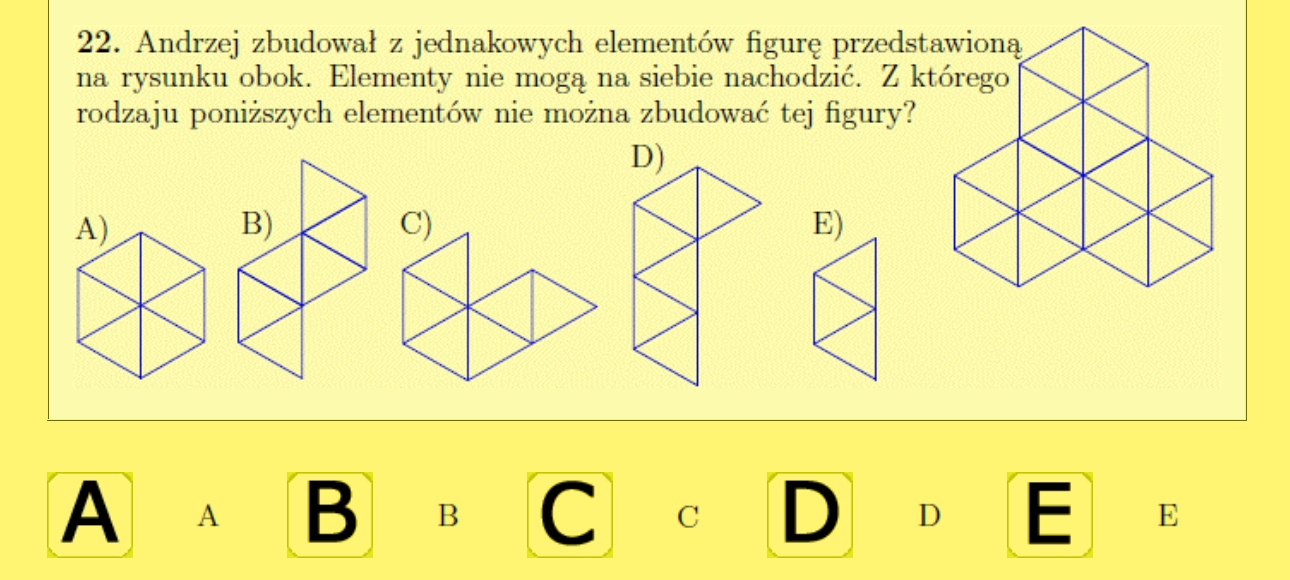 22. Andrzej zbudował z jednakowych elementów figurę przedstawioną
na rysunku obok. Elementy nie mogą na siebie nachodzić. Z którego
rodzaju poniższych elementów nie można zbudować tej figury?
A) B) C) D) E)
A A B B C C D D E E